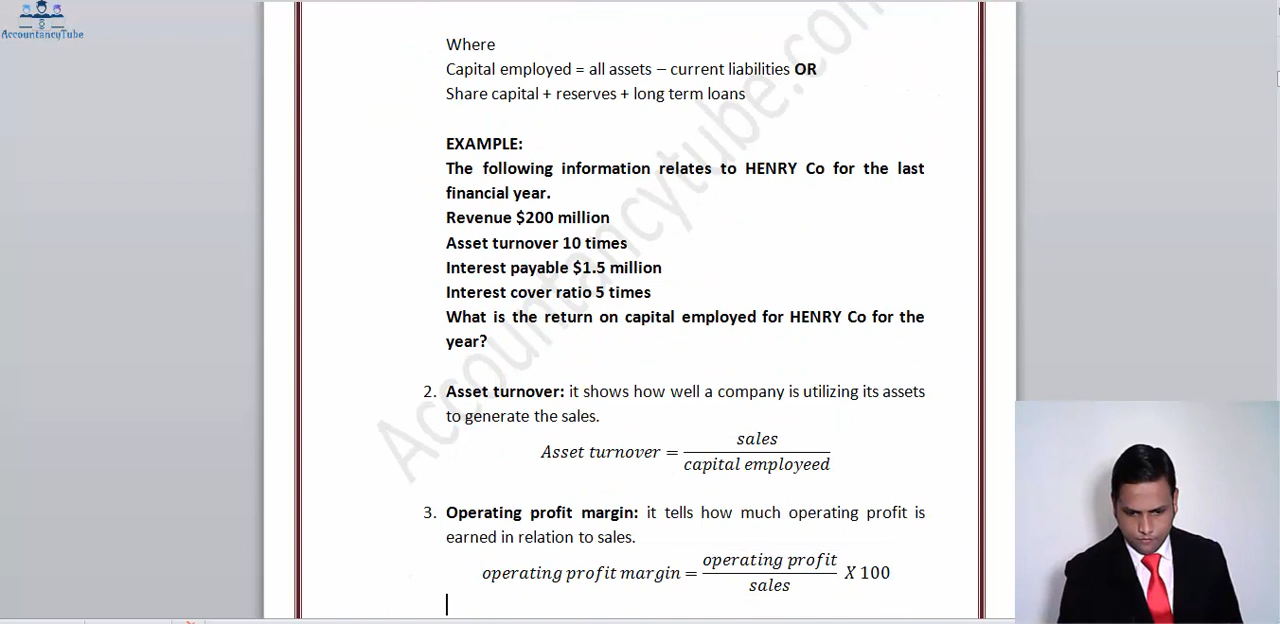 AccountancyTube
Where
Capital employed = all assets – current liabilities OR
Share capital + reserves + long term loans
EXAMPLE:
The following information relates to HENRY Co for the last
financial year.
Revenue $200 million
Asset turnover 10 times
Interest payable $1.5 million
Interest cover ratio 5 times
What is the return on capital employed for HENRY Co for the
year?
2. Asset turnover: it shows how well a company is utilizing its assets
to generate the sales.
Asset turnover = sales / capital employeed
3. Operating profit margin: it tells how much operating profit is
earned in relation to sales.
operating profit margin = operating profit / sales X 100
Accountancytube.com